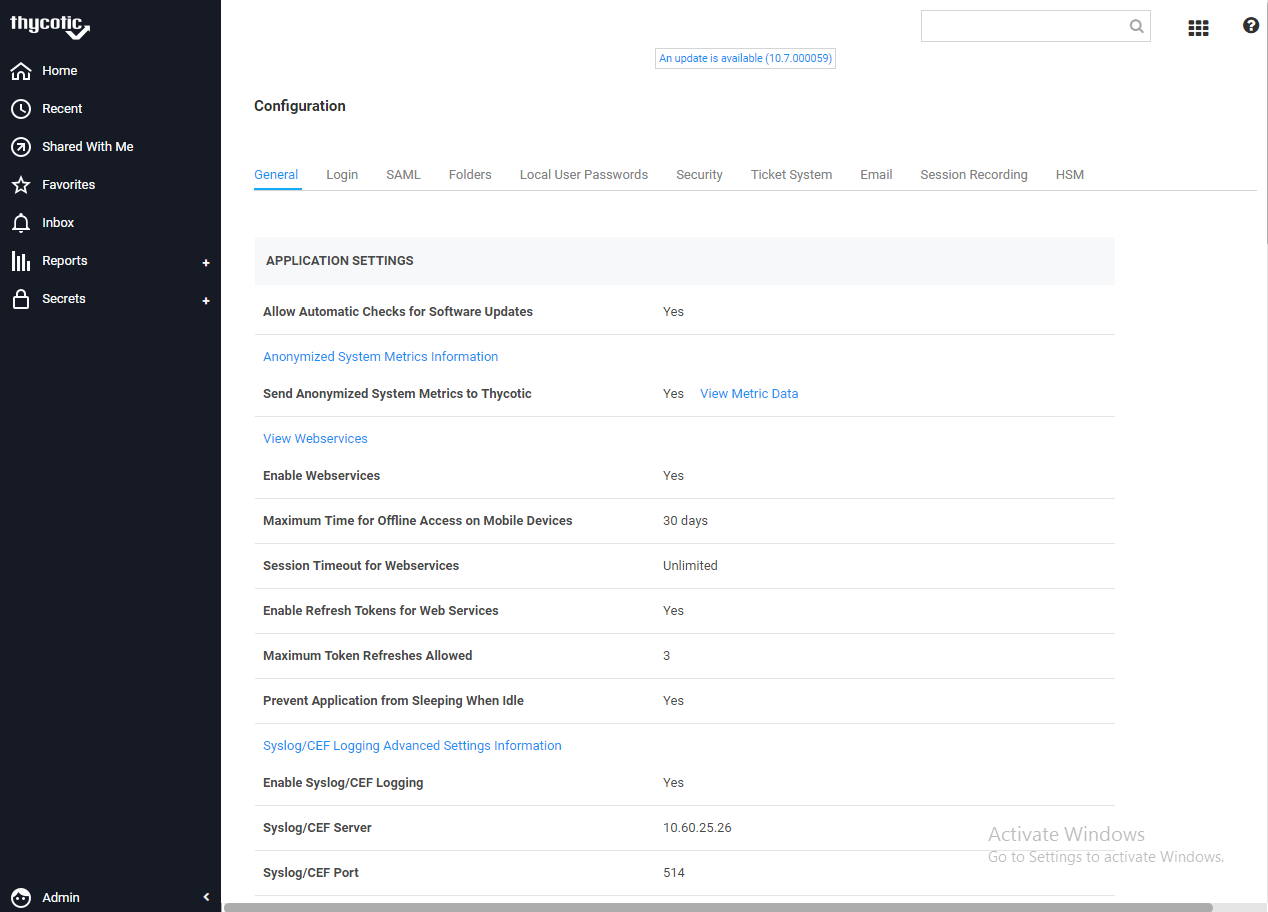 thycotic
Home
Recent
Shared With Me
Favorites
Inbox
Reports +
Secrets +
Admin
An update is available (10.7.000059)
Configuration
General Login SAML Folders Local User Passwords Security Ticket System Email Session Recording HSM
APPLICATION SETTINGS
Allow Automatic Checks for Software Updates Yes
Anonymized System Metrics Information
Send Anonymized System Metrics to Thycotic Yes View Metric Data
View Webservices
Enable Webservices Yes
Maximum Time for Offline Access on Mobile Devices 30 days
Session Timeout for Webservices Unlimited
Enable Refresh Tokens for Web Services Yes
Maximum Token Refreshes Allowed 3
Prevent Application from Sleeping When Idle Yes
Syslog/CEF Logging Advanced Settings Information
Enable Syslog/CEF Logging Yes
Syslog/CEF Server 10.60.25.26
Syslog/CEF Port 514
Activate Windows
Go to Settings to activate Windows.